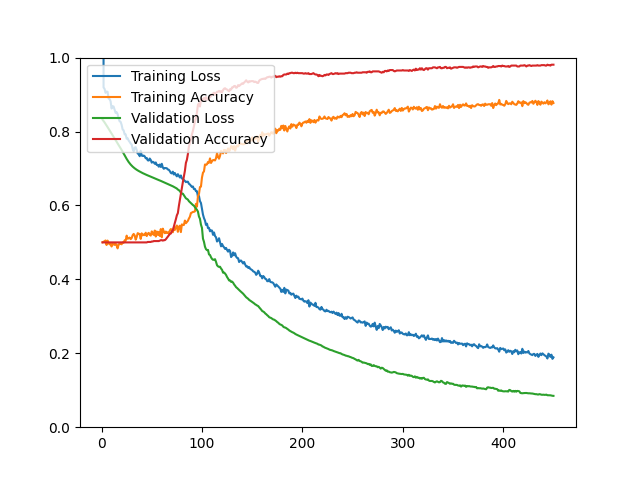 1.0
0.8
0.6
0.4
0.2
0.0
Training Loss
Training Accuracy
Validation Loss
Validation Accuracy
0 100 200 300 400